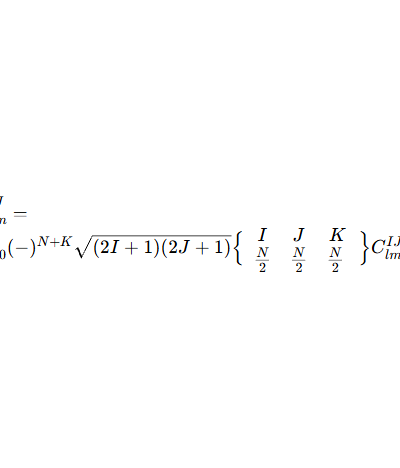 J
m =
0(−)^{N+K}\sqrt{(2I+1)(2J+1)}\left\{\begin{array}{ccc} I & J & K \\ \frac{N}{2} & \frac{N}{2} & \frac{N}{2} \end{array}\right\}C^{IJ}_{lm}